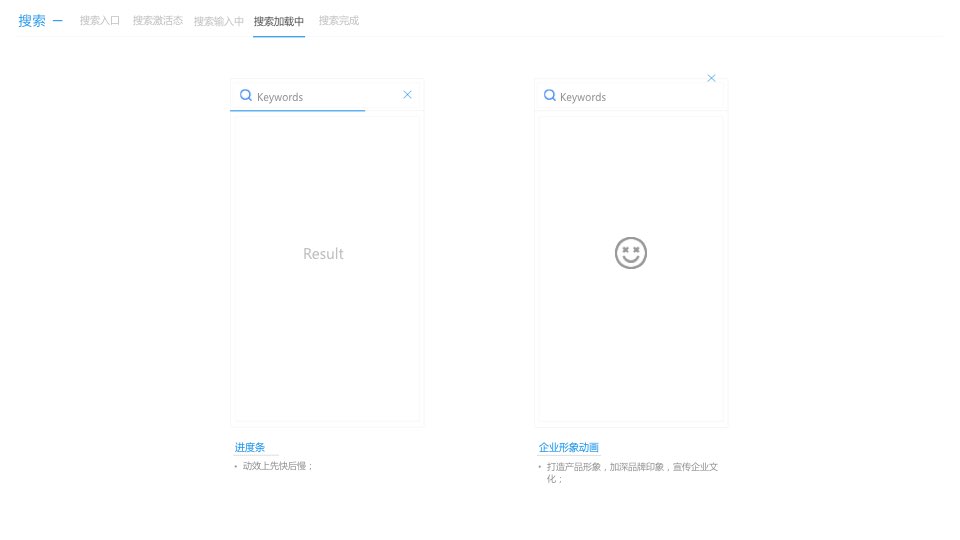 搜索 一 搜索入口 搜索激活态 搜索输入中 搜索加载中 搜索完成
Keywords
Keywords
Result
进度条
• 动效上先快后慢；
企业形象动画
• 打造产品形象，加深品牌印象，宣传企业文
化；